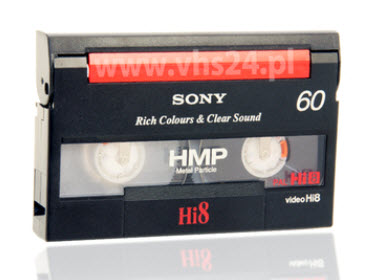 www.vhs24.pl
SONY
60
Rich Colours & Clear Sound
HMP
Metal Particle
Hi8
video Hi8
Hi8